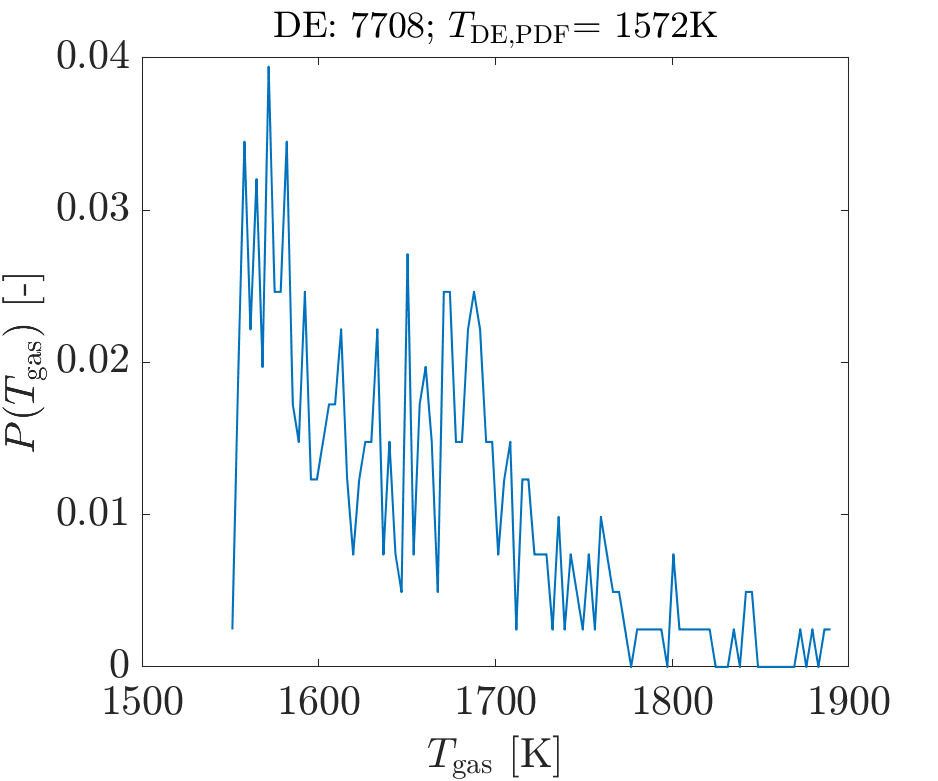 DE: 7708; T_DE,PDF= 1572K
0.04
0.03
0.02
0.01
0
P(T_gas) [-]
1500 1600 1700 1800 1900
T_gas [K]